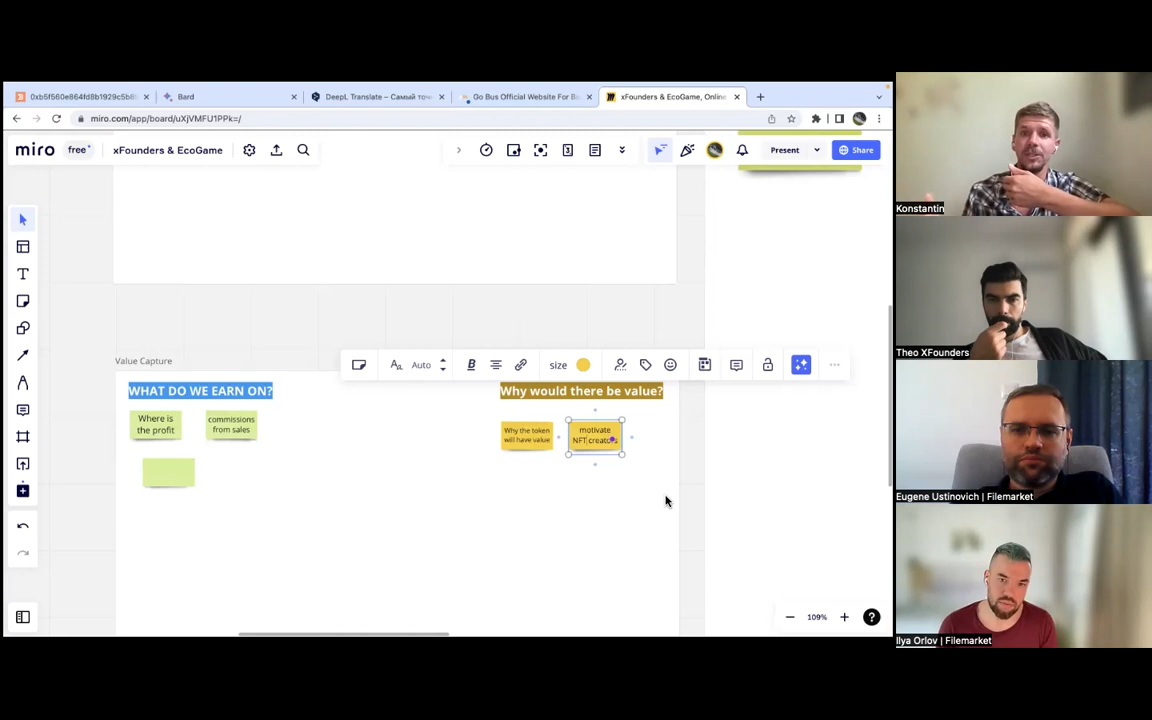 0xb5f560e864fd8b1929c5b8
Bard
DeepL Translate – Самый точ
Go Bus Official Website For B
xFounders & EcoGame, Online
miro.com/app/board/uXjVMFU1PPk=/
miro
free
xFounders & EcoGame
3
Present
Share
Konstantin
Theo XFounders
Eugene Ustinovich | Filemarket
Ilya Orlov | Filemarket
Value Capture
Auto
B
size
WHAT DO WE EARN ON?
Why would there be value?
Where is
the profit
commissions
from sales
Why the token
will have value
motivate
NFT creators
109%